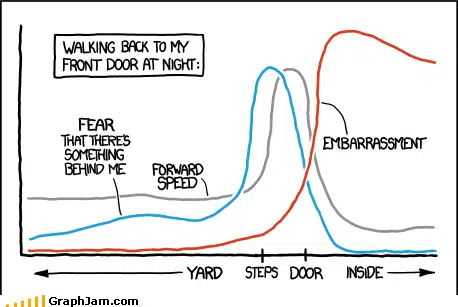 WALKING BACK TO MY
FRONT DOOR AT NIGHT:
FEAR
THAT THERE'S
SOMETHING
BEHIND ME
FORWARD
SPEED
EMBARRASSMENT
YARD STEPS DOOR INSIDE
GraphJam.com